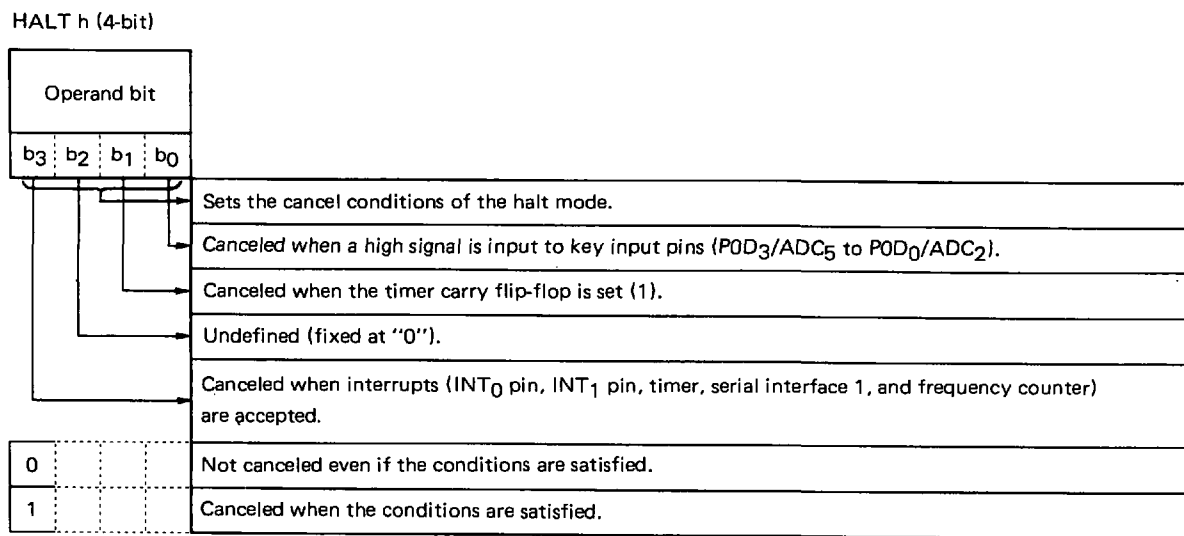 HALT h (4-bit)
Operand bit
b3 b2 b1 b0
Sets the cancel conditions of the halt mode.
Canceled when a high signal is input to key input pins (P0D3/ADC5 to P0D0/ADC2).
Canceled when the timer carry flip-flop is set (1).
Undefined (fixed at “0”).
Canceled when interrupts (INT0 pin, INT1 pin, timer, serial interface 1, and frequency counter)
are accepted.
0 Not canceled even if the conditions are satisfied.
1 Canceled when the conditions are satisfied.